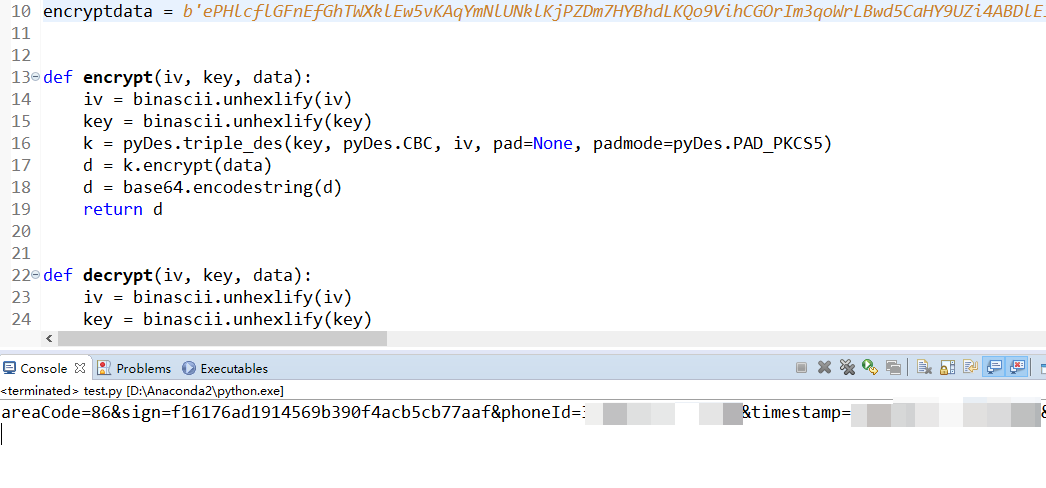 10 encryptdata = b'ePHlcflGFnEfGhTWXklEw5vKAqYmNlUNklKjPZDm7HYBhdLKQo9VihCGOrIm3qoWrLBwd5CaHY9UZi4ABDlE
11
12
13 def encrypt(iv, key, data):
14 iv = binascii.unhexlify(iv)
15 key = binascii.unhexlify(key)
16 k = pyDes.triple_des(key, pyDes.CBC, iv, pad=None, padmode=pyDes.PAD_PKCS5)
17 d = k.encrypt(data)
18 d = base64.encodestring(d)
19 return d
20
21
22 def decrypt(iv, key, data):
23 iv = binascii.unhexlify(iv)
24 key = binascii.unhexlify(key)
Console Problems Executables
<terminated> test.py [D:\Anaconda2\python.exe]
areaCode=86&sign=f16176ad1914569b390f4acb5cb77aaf&phoneId= &timestamp= &